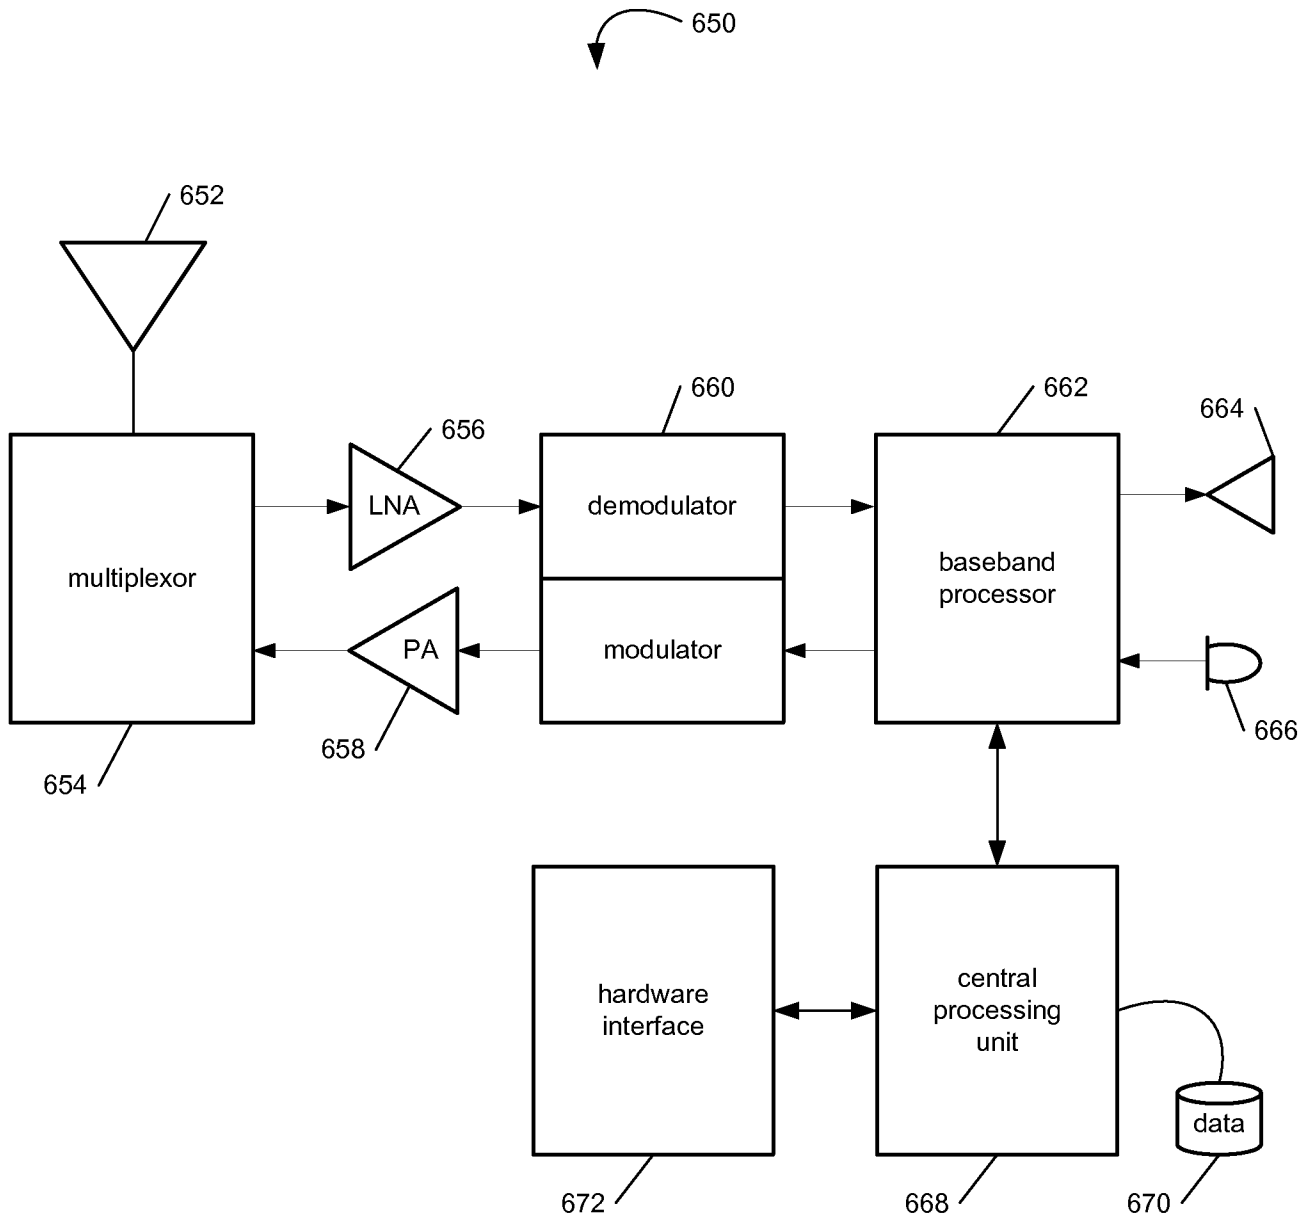 650
652
660
662
664
656
LNA
demodulator
baseband
processor
multiplexor
PA
modulator
658
666
654
hardware
interface
central
processing
unit
data
672
668
670